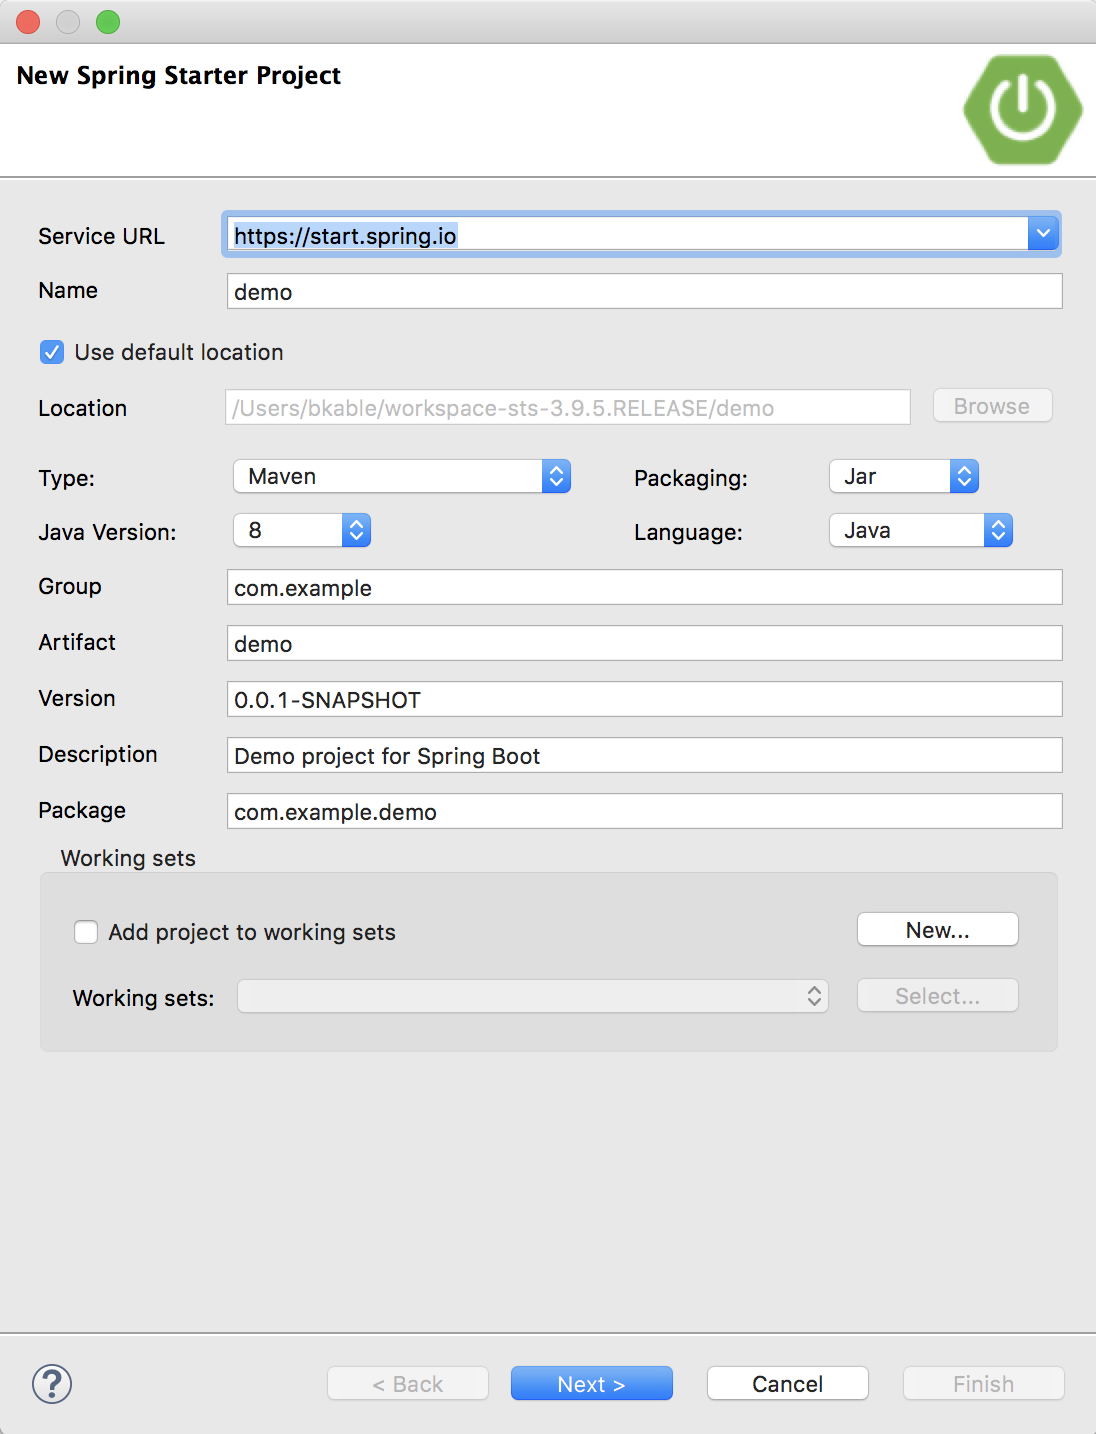 New Spring Starter Project
Service URL https://start.spring.io
Name demo
Use default location
Location /Users/bkable/workspace-sts-3.9.5.RELEASE/demo Browse
Type: Maven Packaging: Jar
Java Version: 8 Language: Java
Group com.example
Artifact demo
Version 0.0.1-SNAPSHOT
Description Demo project for Spring Boot
Package com.example.demo
Working sets
Add project to working sets New...
Working sets: Select...
? < Back Next > Cancel Finish